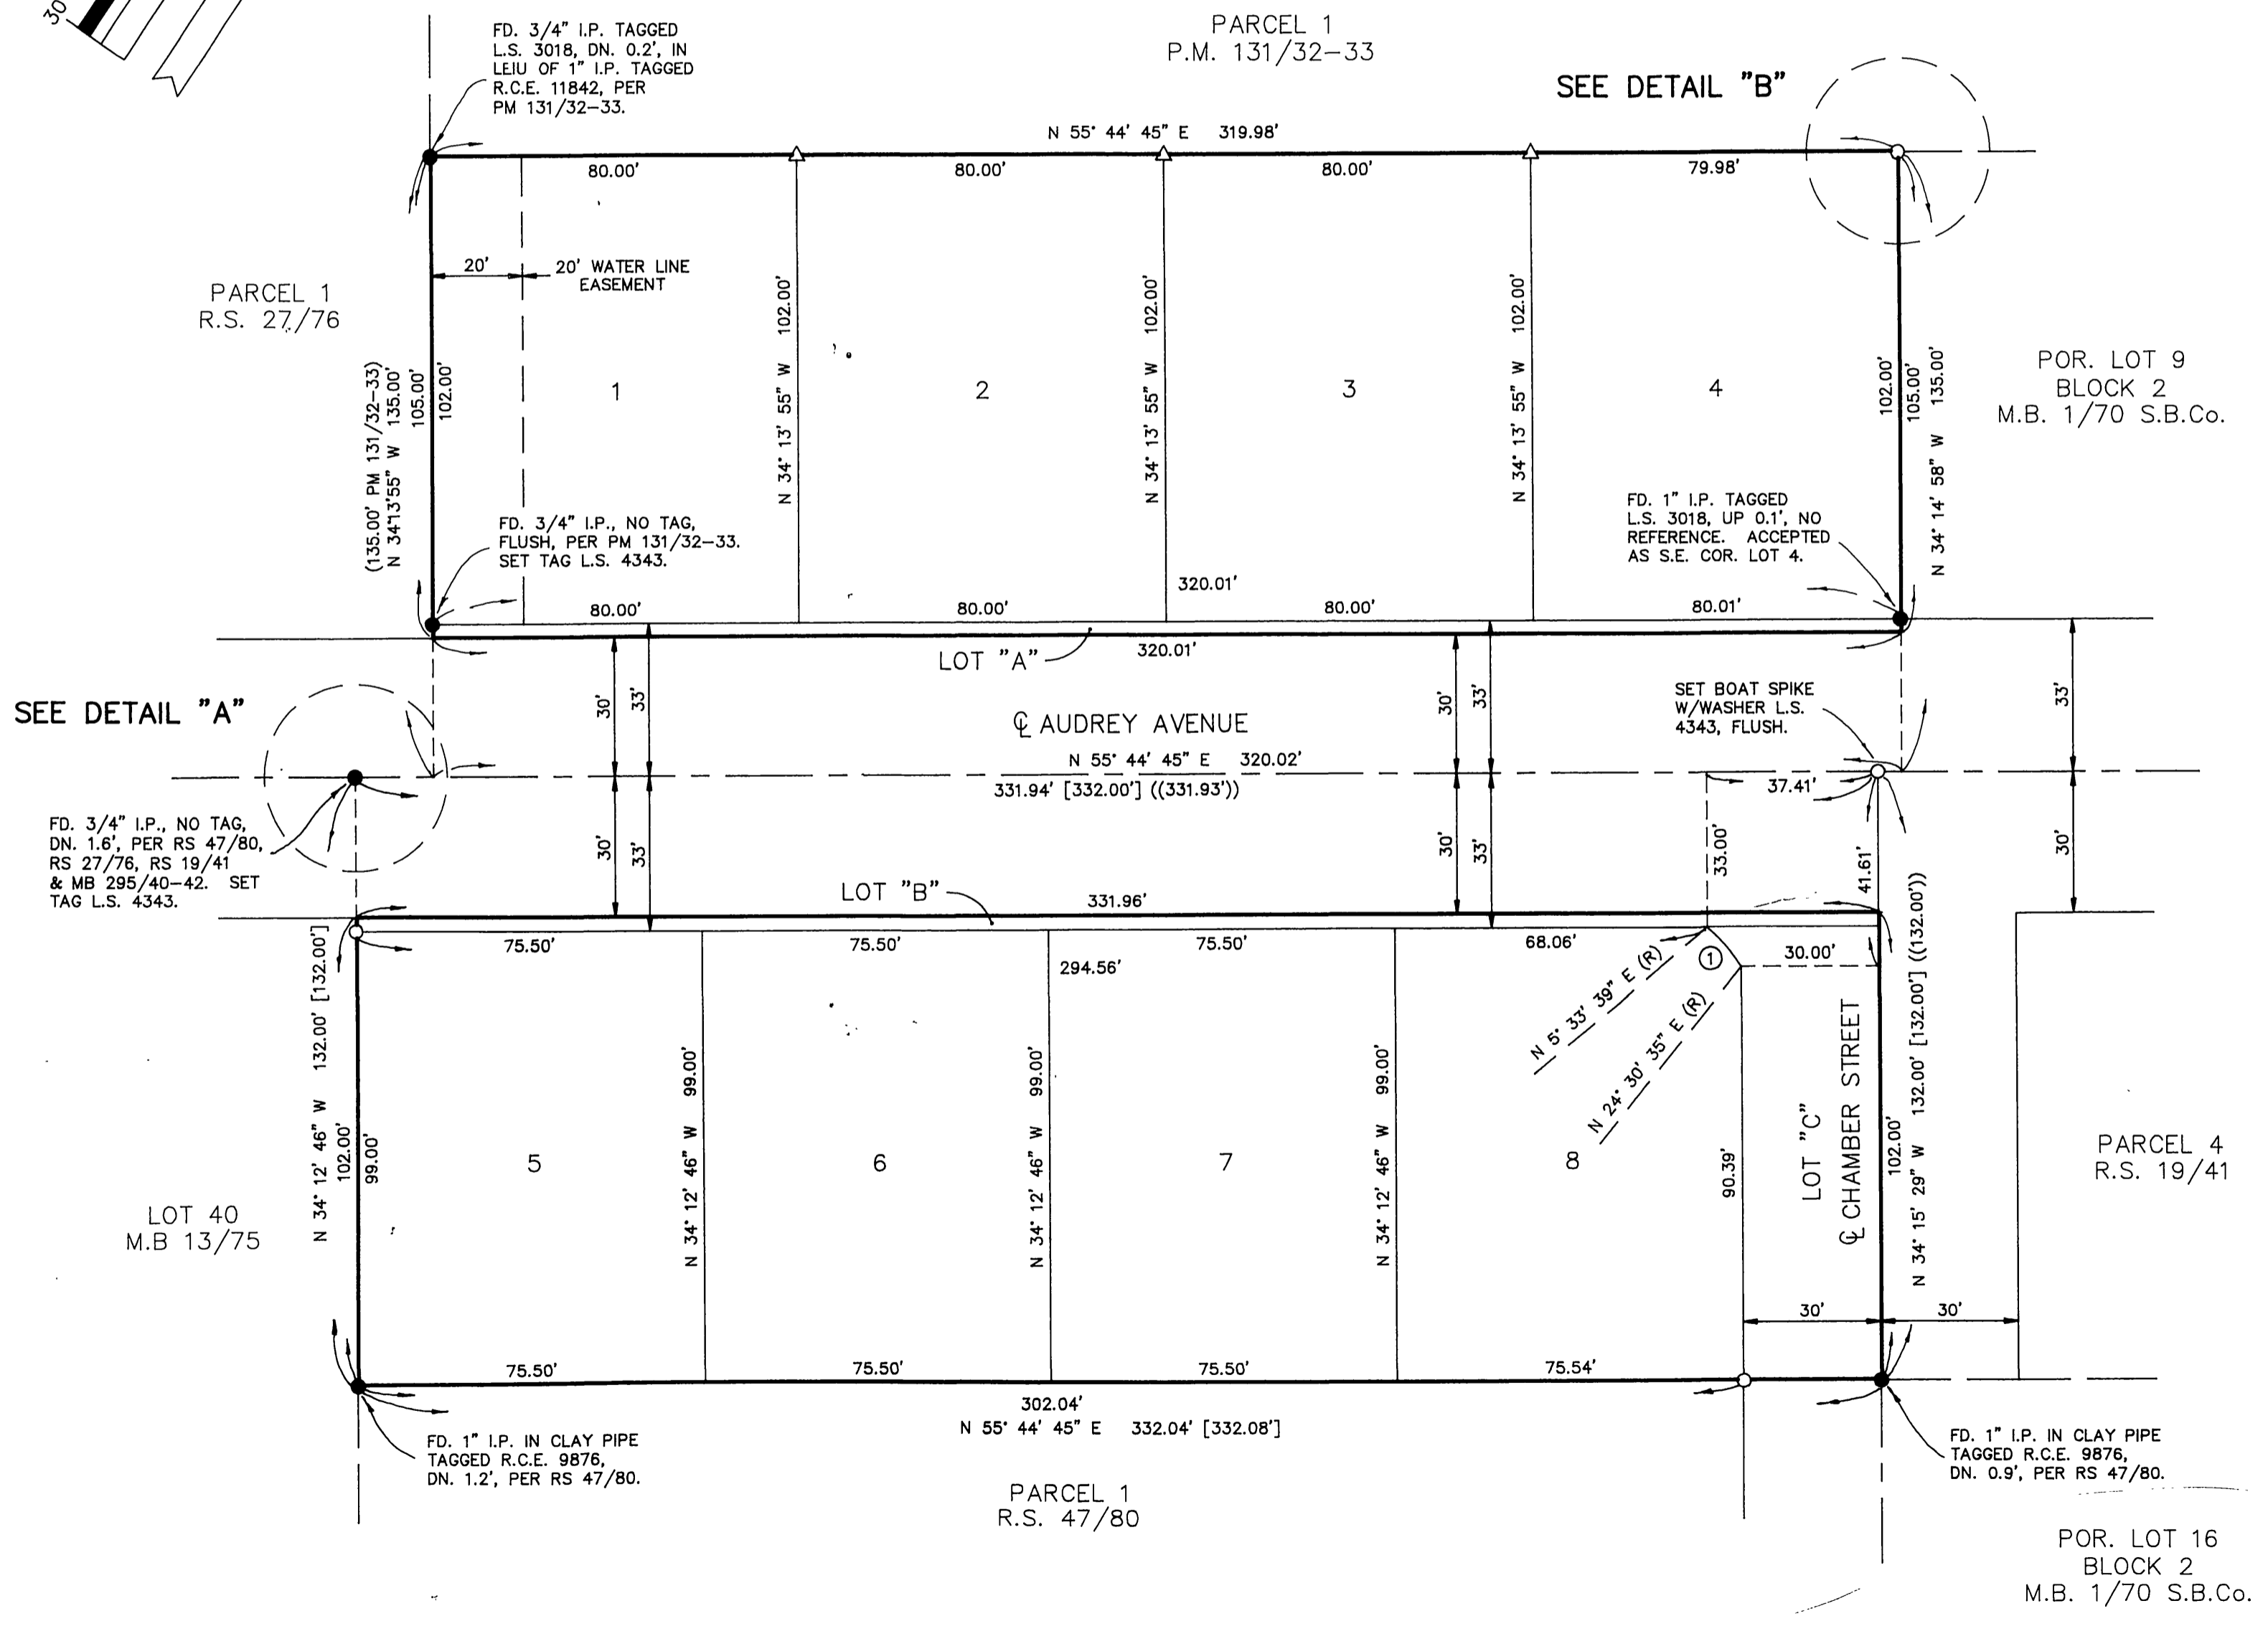 30
FD. 3/4" I.P. TAGGED
L.S. 3018, DN. 0.2', IN
LEIU OF 1" I.P. TAGGED
R.C.E. 11842, PER
PM 131/32-33.
PARCEL 1
P.M. 131/32-33
SEE DETAIL "B"
N 55° 44' 45" E 319.98'
80.00'
80.00'
80.00'
79.98'
20'
20' WATER LINE
EASEMENT
PARCEL 1
R.S. 27/76
(135.00' PM 131/32-33)
N 34°13'55" W 135.00'
105.00'
102.00'
1
N 34° 13' 55" W 102.00'
2
N 34° 13' 55" W 102.00'
3
N 34° 13' 55" W 102.00'
4
102.00'
105.00'
N 34° 14' 58" W 135.00'
POR. LOT 9
BLOCK 2
M.B. 1/70 S.B.Co.
FD. 3/4" I.P., NO TAG,
FLUSH, PER PM 131/32-33.
SET TAG L.S. 4343.
FD. 1" I.P. TAGGED
L.S. 3018, UP 0.1', NO
REFERENCE. ACCEPTED
AS S.E. COR. LOT 4.
320.01'
80.00'
80.00'
80.00'
80.01'
LOT "A"
320.01'
SEE DETAIL "A"
30'
33'
℄ AUDREY AVENUE
30'
33'
SET BOAT SPIKE
W/WASHER L.S.
4343, FLUSH.
33'
N 55° 44' 45" E 320.02'
331.94' [332.00'] ((331.93'))
37.41'
FD. 3/4" I.P., NO TAG,
DN. 1.6', PER RS 47/80,
RS 27/76, RS 19/41
& MB 295/40-42. SET
TAG L.S. 4343.
30'
33'
30'
33'
33.00'
41.61'
30'
LOT "B"
331.96'
75.50'
75.50'
75.50'
68.06'
294.56'
1
30.00'
N 5° 33' 39" E (R)
N 24° 30' 35" E (R)
N 34° 12' 46" W 132.00' [132.00']
102.00'
99.00'
5
N 34° 12' 46" W 99.00'
6
N 34° 12' 46" W 99.00'
7
N 34° 12' 46" W 99.00'
8
90.39'
LOT "C"
℄ CHAMBER STREET
102.00'
N 34° 15' 29" W 132.00' [132.00'] ((132.00'))
PARCEL 4
R.S. 19/41
LOT 40
M.B 13/75
30'
30'
75.50'
75.50'
75.50'
75.54'
302.04'
N 55° 44' 45" E 332.04' [332.08']
FD. 1" I.P. IN CLAY PIPE
TAGGED R.C.E. 9876,
DN. 1.2', PER RS 47/80.
PARCEL 1
R.S. 47/80
FD. 1" I.P. IN CLAY PIPE
TAGGED R.C.E. 9876,
DN. 0.9', PER RS 47/80.
POR. LOT 16
BLOCK 2
M.B. 1/70 S.B.Co.